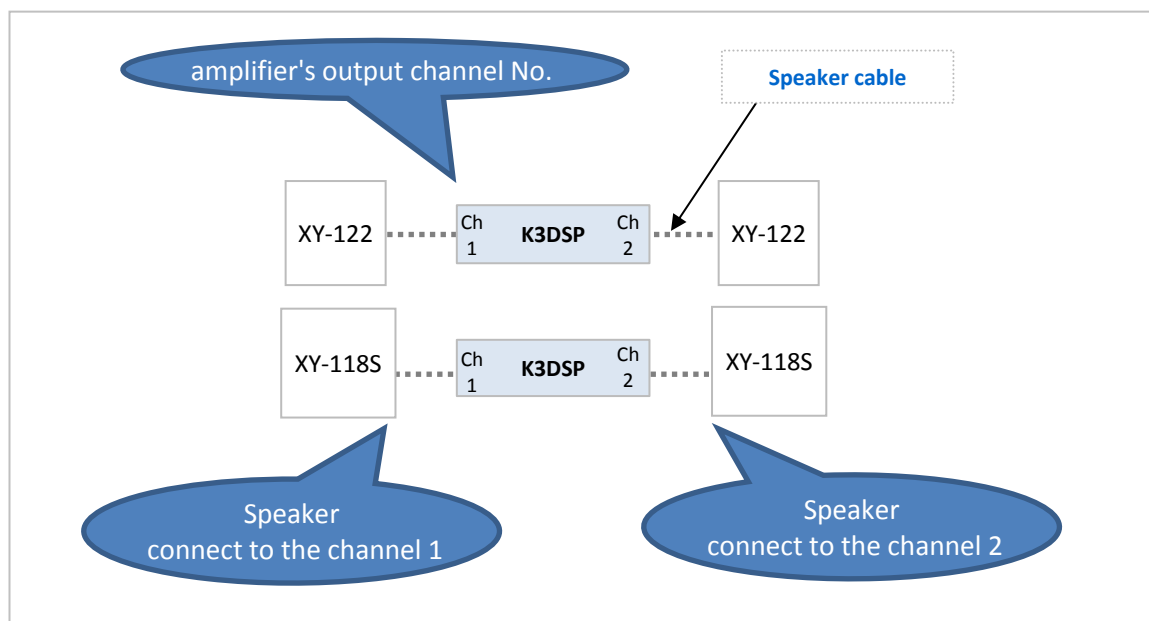 amplifier's output channel No.
Speaker cable
XY-122
Ch
1
K3DSP
Ch
2
XY-122
XY-118S
Ch
1
K3DSP
Ch
2
XY-118S
Speaker
connect to the channel 1
Speaker
connect to the channel 2